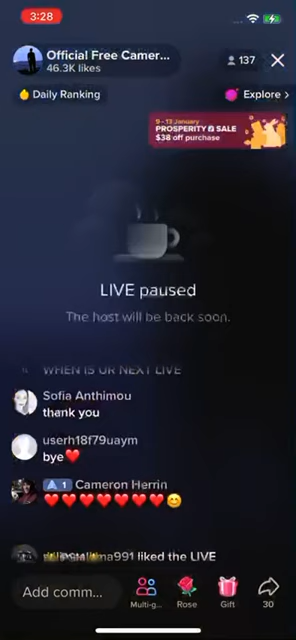 3:28
Official Free Camer...
46.3K likes
137
Daily Ranking
Explore >
9 - 13 January
PROSPERITY SALE
$38 off purchase
LIVE paused
The host will be back soon.
WHEN IS UR NEXT LIVE
Sofia Anthimou
thank you
userh18f79uaym
bye❤️
1 Cameron Herrin
❤️❤️❤️❤️❤️❤️❤️😊
liked the LIVE
Add comm...
Multi-g...
Rose
Gift
30